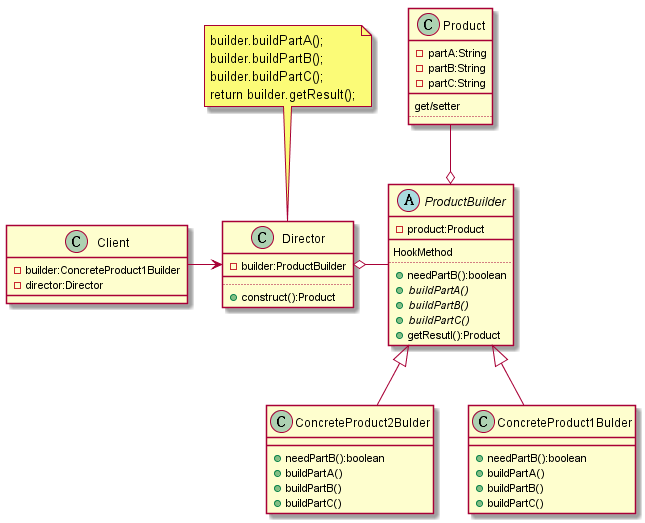 builder.buildPartA();
builder.buildPartB();
builder.buildPartC();
return builder.getResult();
C Product
partA:String
partB:String
partC:String
get/setter
A ProductBuilder
product:Product
HookMethod
needPartB():boolean
buildPartA()
buildPartB()
buildPartC()
getResutl():Product
C Client
builder:ConcreteProduct1Builder
director:Director
C Director
builder:ProductBuilder
construct():Product
C ConcreteProduct2Bulder
needPartB():boolean
buildPartA()
buildPartB()
buildPartC()
C ConcreteProduct1Bulder
needPartB():boolean
buildPartA()
buildPartB()
buildPartC()